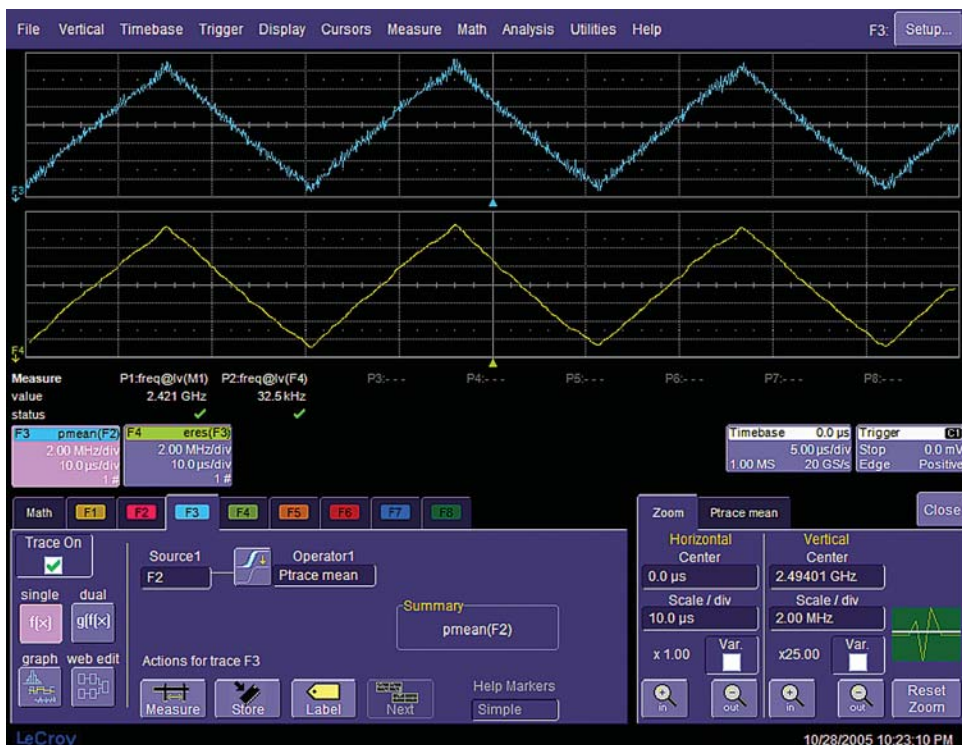 File Vertical Timebase Trigger Display Cursors Measure Math Analysis Utilities Help F3: Setup...
F3
F4
Measure P1:freq@lv(M1) P2:freq@lv(F4) P3:- - - P4:- - - P5:- - - P6:- - - P7:- - - P8:- - -
value 2.421 GHz 32.5 kHz
status
F3 pmean(F2) F4 eres(F3) Timebase 0.0 µs Trigger C1
2.00 MHz/div 2.00 MHz/div 5.00 µs/div Stop 0.0 mV
10.0 µs/div 10.0 µs/div 1.00 MS 20 GS/s Edge Positive
1 # 1 #
Math F1 F2 F3 F4 F5 F6 F7 F8 Zoom Ptrace mean Close
Trace On
Source1 Operator1
F2 Ptrace mean
single dual
f(x) g(f(x))
Summary
pmean(F2)
graph web edit
Actions for trace F3
Measure Store Label Next
Help Markers
Simple
Horizontal Vertical
Center Center
0.0 µs 2.49401 GHz
Scale / div Scale / div
10.0 µs 2.00 MHz
x 1.00 Var. x25.00 Var.
in out in out Reset Zoom
LeCroy 10/28/2005 10:23:10 PM